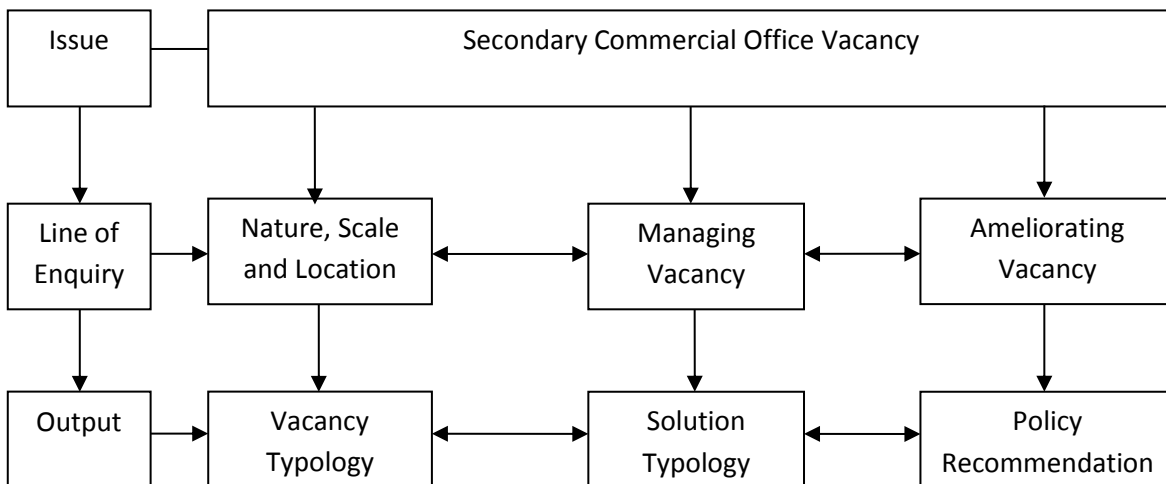 Issue
Secondary Commercial Office Vacancy
Line of
Enquiry
Nature, Scale
and Location
Managing
Vacancy
Ameliorating
Vacancy
Output
Vacancy
Typology
Solution
Typology
Policy
Recommendation